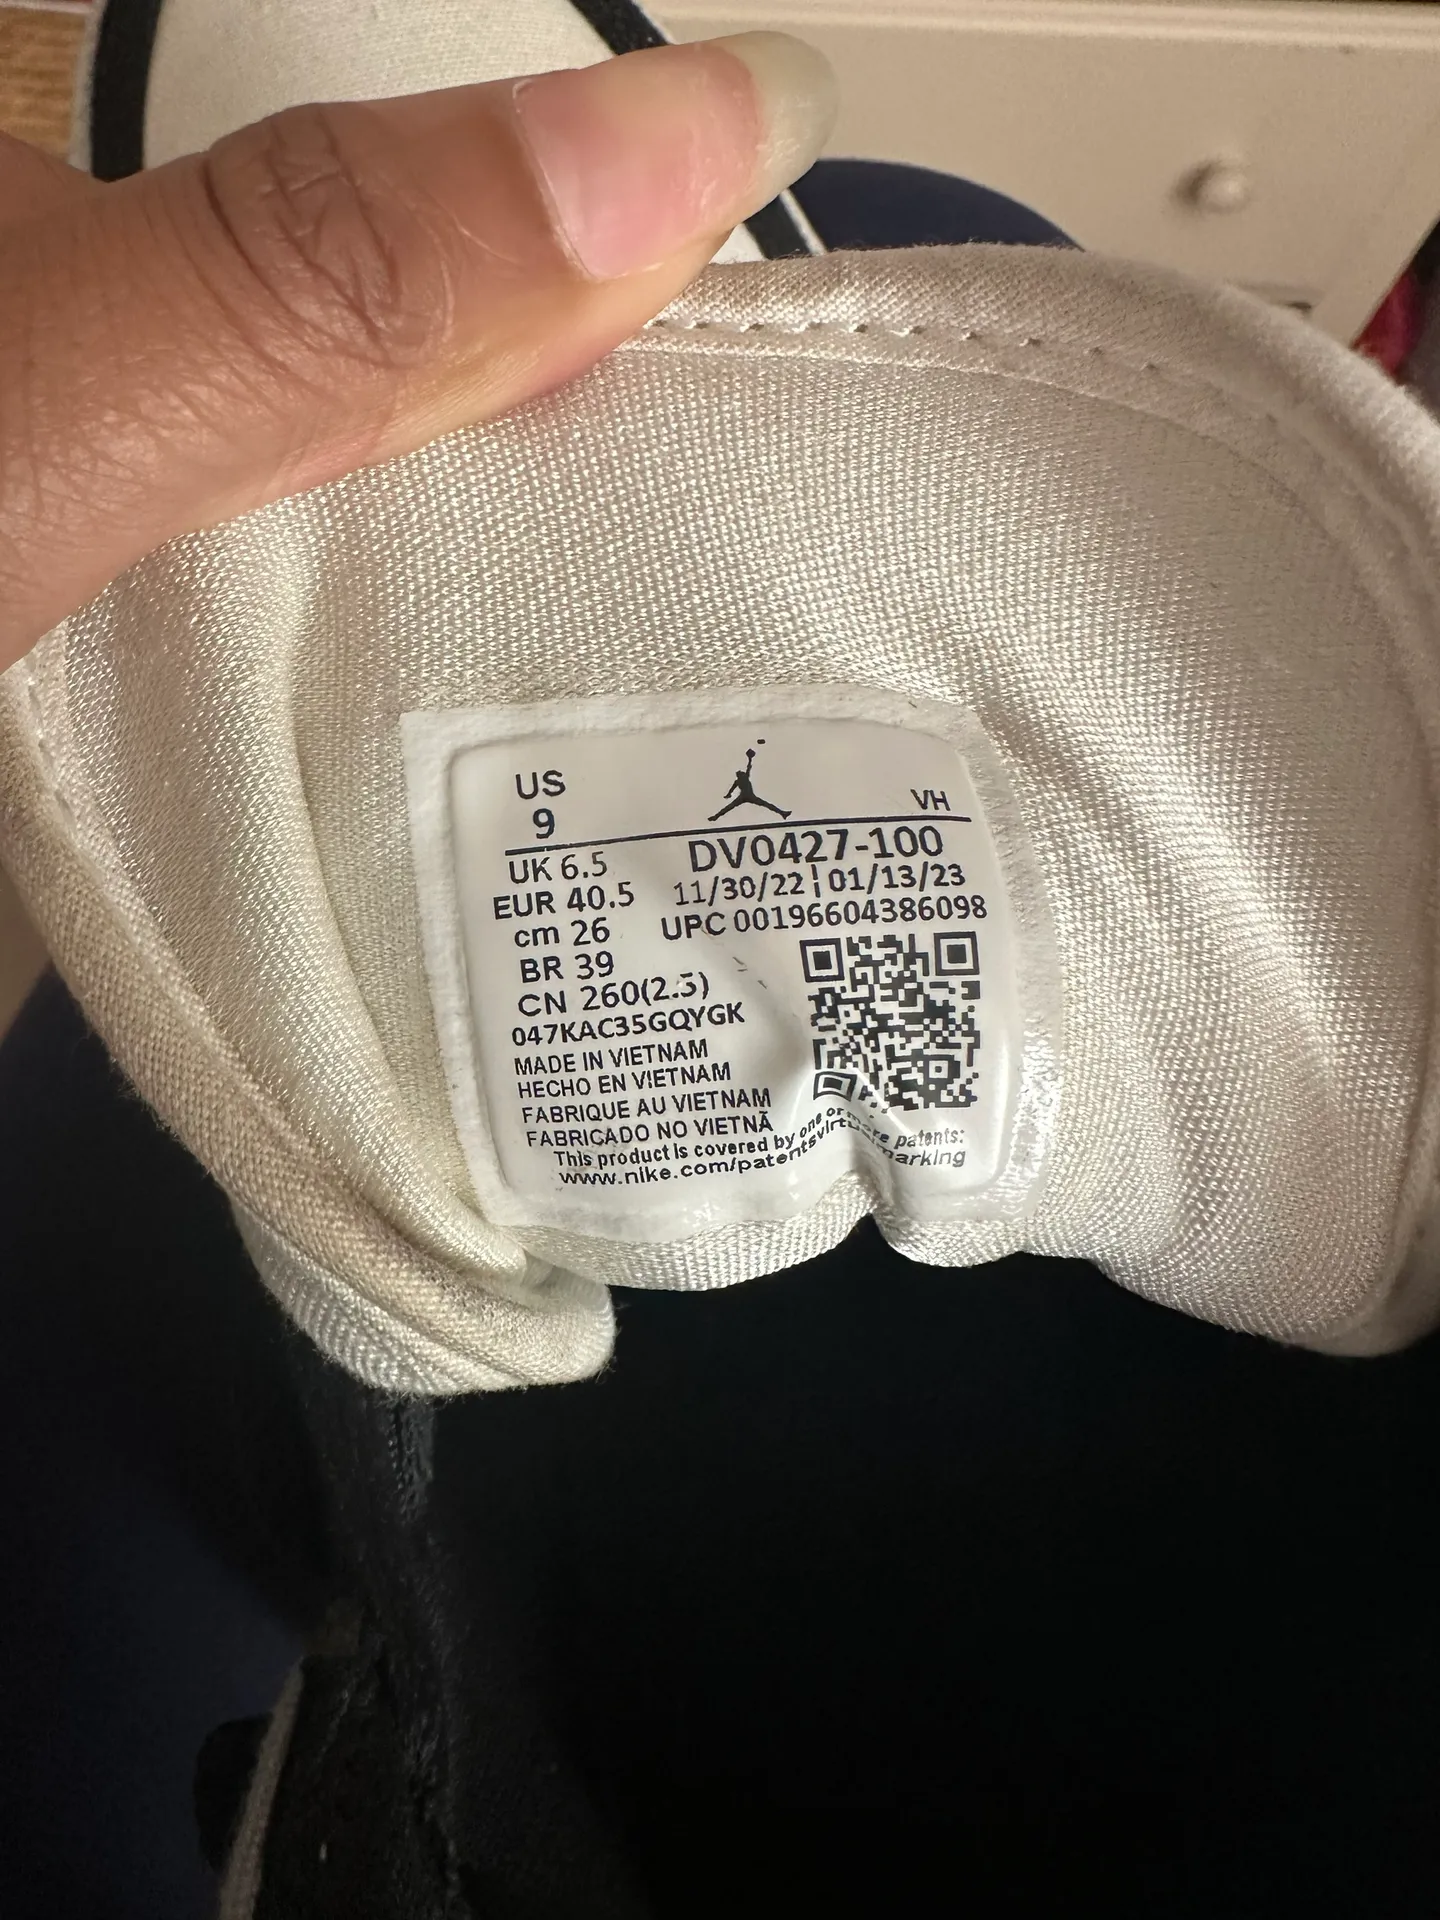 US
9
VH
UK 6.5
EUR 40.5
cm 26
BR 39
CN 260(2.5)
DV0427-100
11/30/22 | 01/13/23
UPC 00196604386098
047KAC35GQYGK
MADE IN VIETNAM
HECHO EN VIETNAM
FABRIQUE AU VIETNAM
FABRICADO NO VIETNÃ
This product is covered by one or more patents:
www.nike.com/patentsvirtualmarking